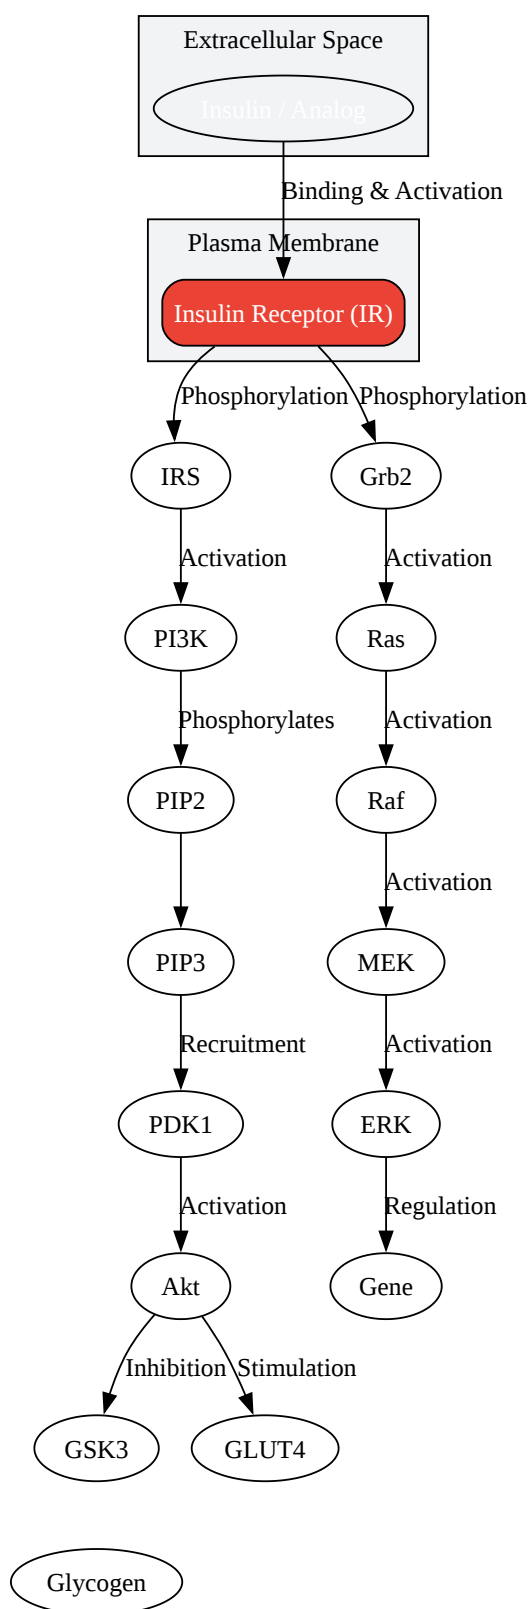 Extracellular Space
Insulin / Analog
Binding & Activation
Plasma Membrane
Insulin Receptor (IR)
Phosphorylation
Phosphorylation
IRS
Grb2
Activation
Activation
PI3K
Ras
Phosphorylates
Activation
PIP2
Raf
Activation
PIP3
MEK
Recruitment
Activation
PDK1
ERK
Activation
Regulation
Akt
Gene
Inhibition
Stimulation
GSK3
GLUT4
Glycogen